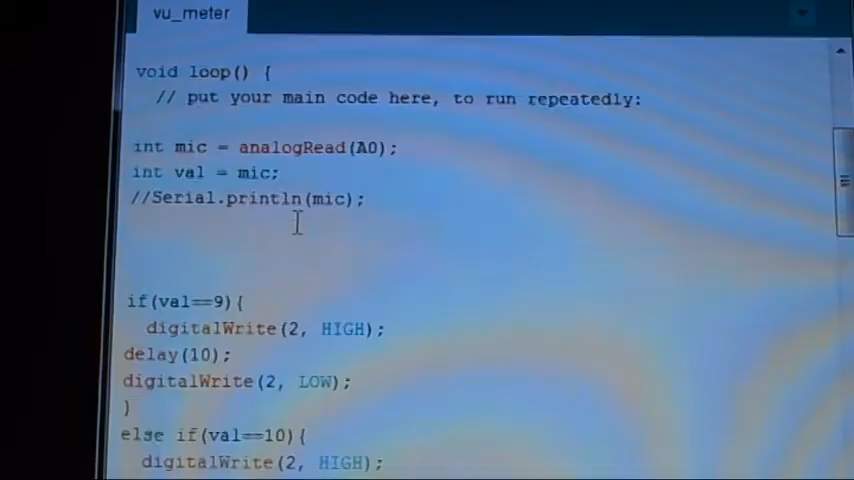 vu_meter
void loop() {
// put your main code here, to run repeatedly:
int mic = analogRead(A0);
int val = mic;
//Serial.println(mic);
if(val==9){
digitalWrite(2, HIGH);
delay(10);
digitalWrite(2, LOW);
}
else if(val==10){
digitalWrite(2, HIGH);